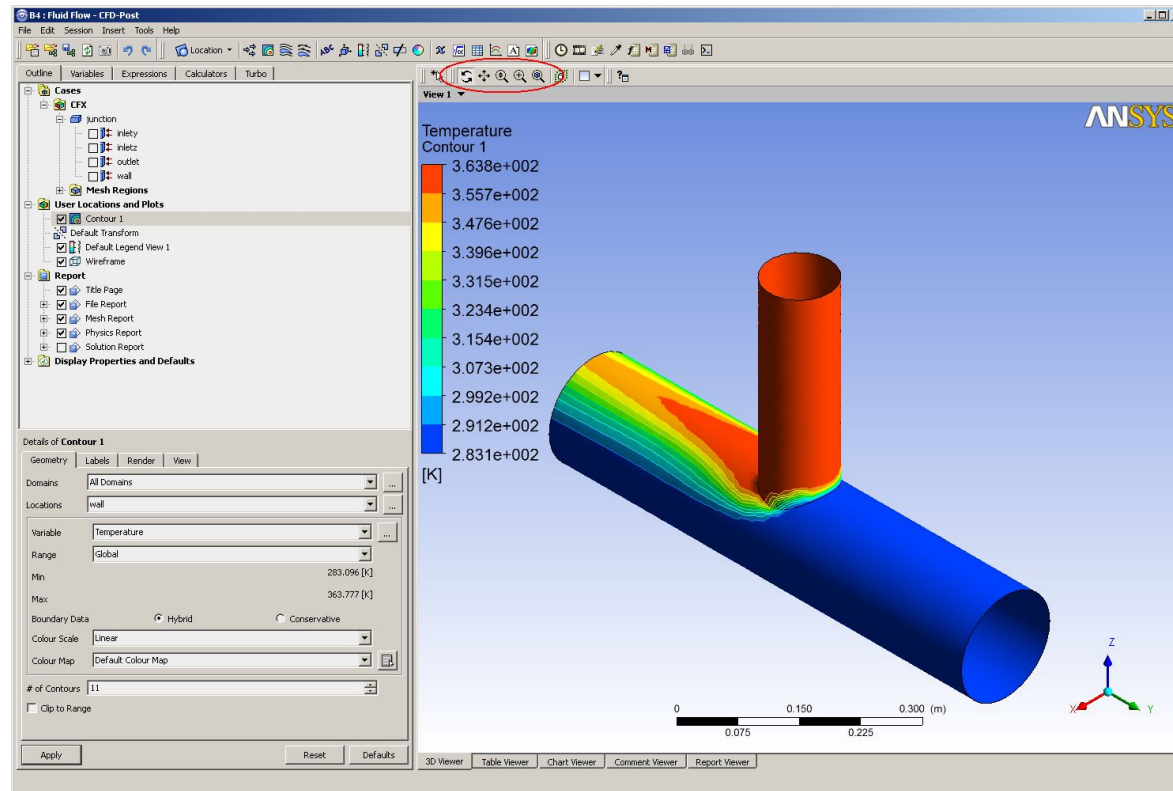 B4 : Fluid Flow - CFD-Post
File Edit Session Insert Tools Help
Location
Outline Variables Expressions Calculators Turbo
Cases
CFX
junction
inlety
inletz
outlet
wall
Mesh Regions
User Locations and Plots
Contour 1
Default Transform
Default Legend View 1
Wireframe
Report
Title Page
File Report
Mesh Report
Physics Report
Solution Report
Display Properties and Defaults
Details of Contour 1
Geometry Labels Render View
Domains All Domains ...
Locations wall ...
Variable Temperature ...
Range Global
Min 283.096 [K]
Max 363.777 [K]
Boundary Data Hybrid Conservative
Colour Scale Linear
Colour Map Default Colour Map
# of Contours 11
Clip to Range
Apply Reset Defaults
View 1
ANSYS
Temperature
Contour 1
3.638e+002
3.557e+002
3.476e+002
3.396e+002
3.315e+002
3.234e+002
3.154e+002
3.073e+002
2.992e+002
2.912e+002
2.831e+002
[K]
Z
X Y
0 0.150 0.300 (m)
0.075 0.225
3D Viewer Table Viewer Chart Viewer Comment Viewer Report Viewer